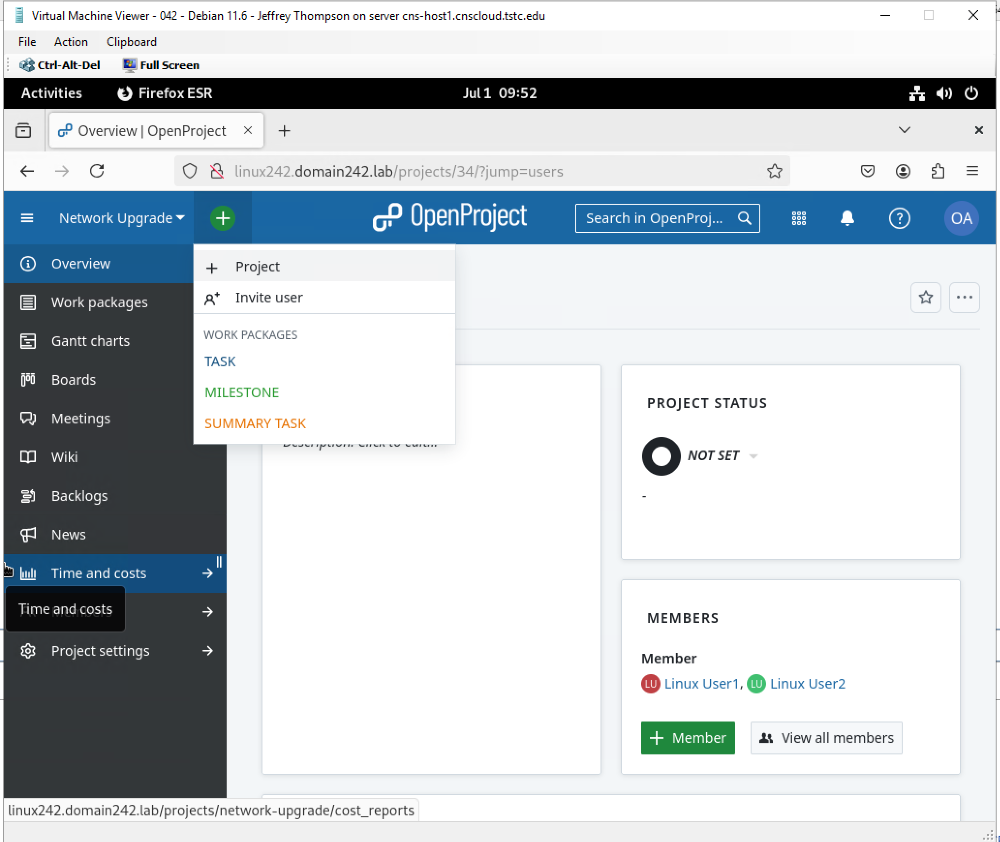 Virtual Machine Viewer - 042 - Debian 11.6 - Jeffrey Thompson on server cns-host1.cnscloud.tstc.edu
File Action Clipboard
Ctrl-Alt-Del Full Screen
Activities Firefox ESR Jul 1 09:52
Overview | OpenProject
linux242.domain242.lab/projects/34/?jump=users
Network Upgrade OpenProject Search in OpenProj... OA
Overview
Work packages
Gantt charts
Boards
Meetings
Wiki
Backlogs
News
Time and costs
Time and costs
Project settings
Project
Invite user
WORK PACKAGES
TASK
MILESTONE
SUMMARY TASK
Description: Click to edit...
PROJECT STATUS
NOT SET
-
MEMBERS
Member
LU Linux User1, LU Linux User2
Member View all members
linux242.domain242.lab/projects/network-upgrade/cost_reports